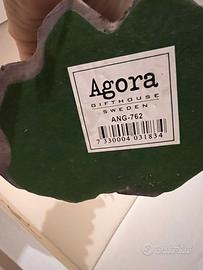 Agora
GIFTHOUSE
SWEDEN
ANG-762
7 330004 031834